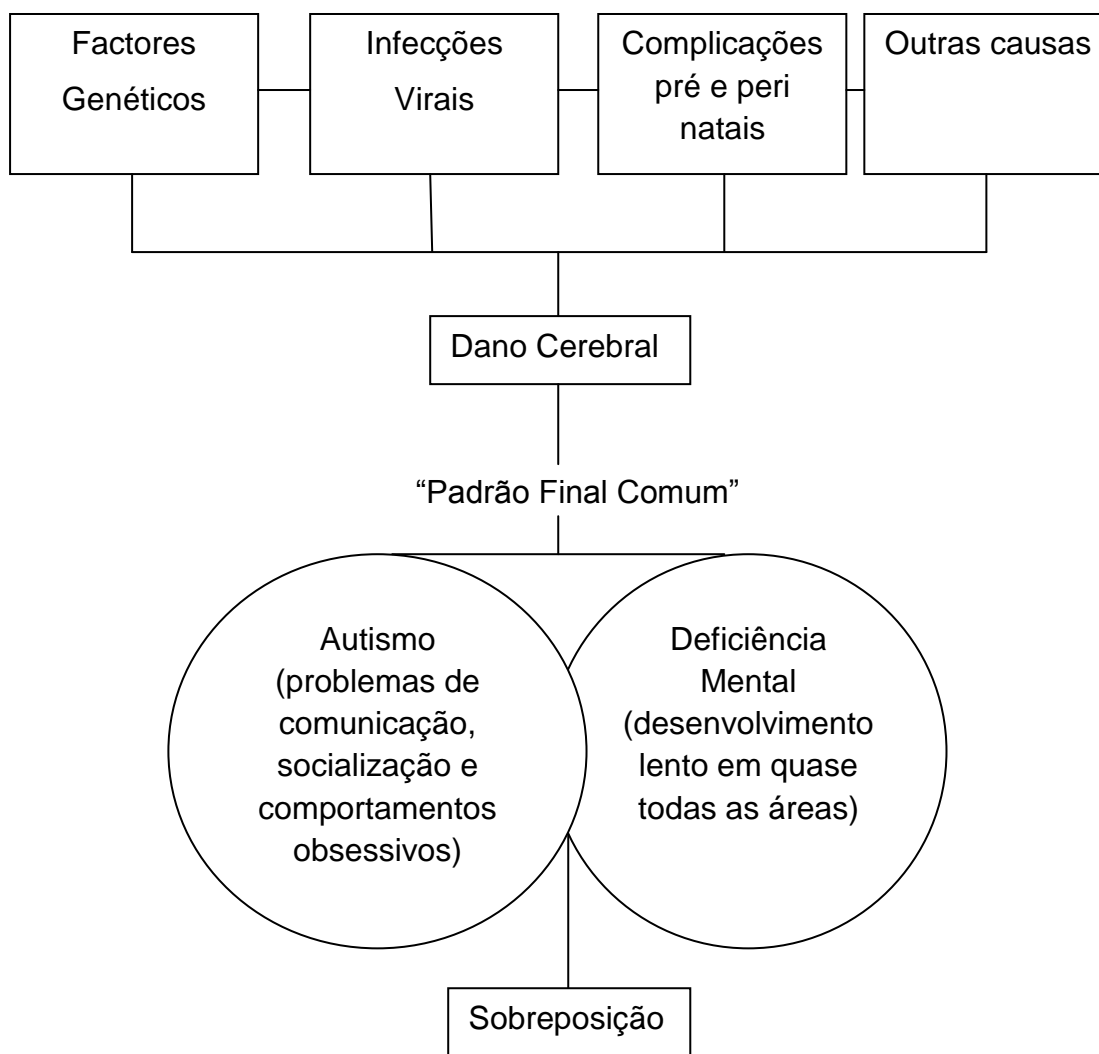 Factores
Genéticos
Infecções
Virais
Complicações
pré e peri
natais
Outras causas
Dano Cerebral
“Padrão Final Comum”
Autismo
(problemas de
comunicação,
socialização e
comportamentos
obsessivos)
Deficiência
Mental
(desenvolvimento
lento em quase
todas as áreas)
Sobreposição